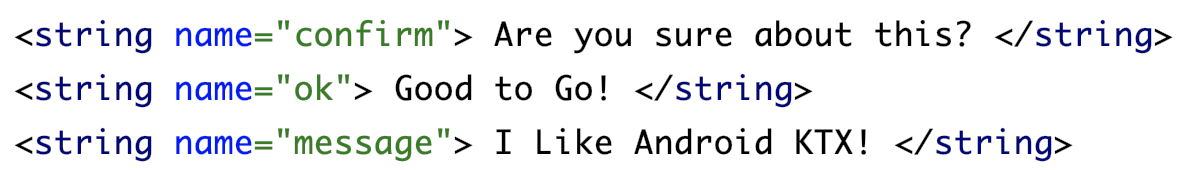 <string name="confirm"> Are you sure about this? </string>
<string name="ok"> Good to Go! </string>
<string name="message"> I Like Android KTX! </string>